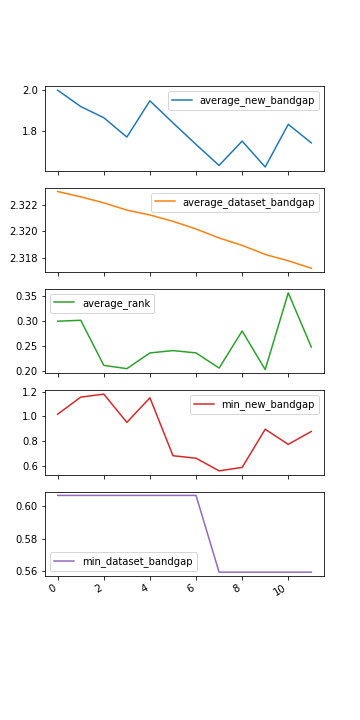 2.0
1.8
average_new_bandgap
2.322
2.320
2.318
average_dataset_bandgap
0.35
0.30
0.25
0.20
average_rank
1.2
1.0
0.8
0.6
min_new_bandgap
0.60
0.58
0.56
min_dataset_bandgap
0 2 4 6 8 10